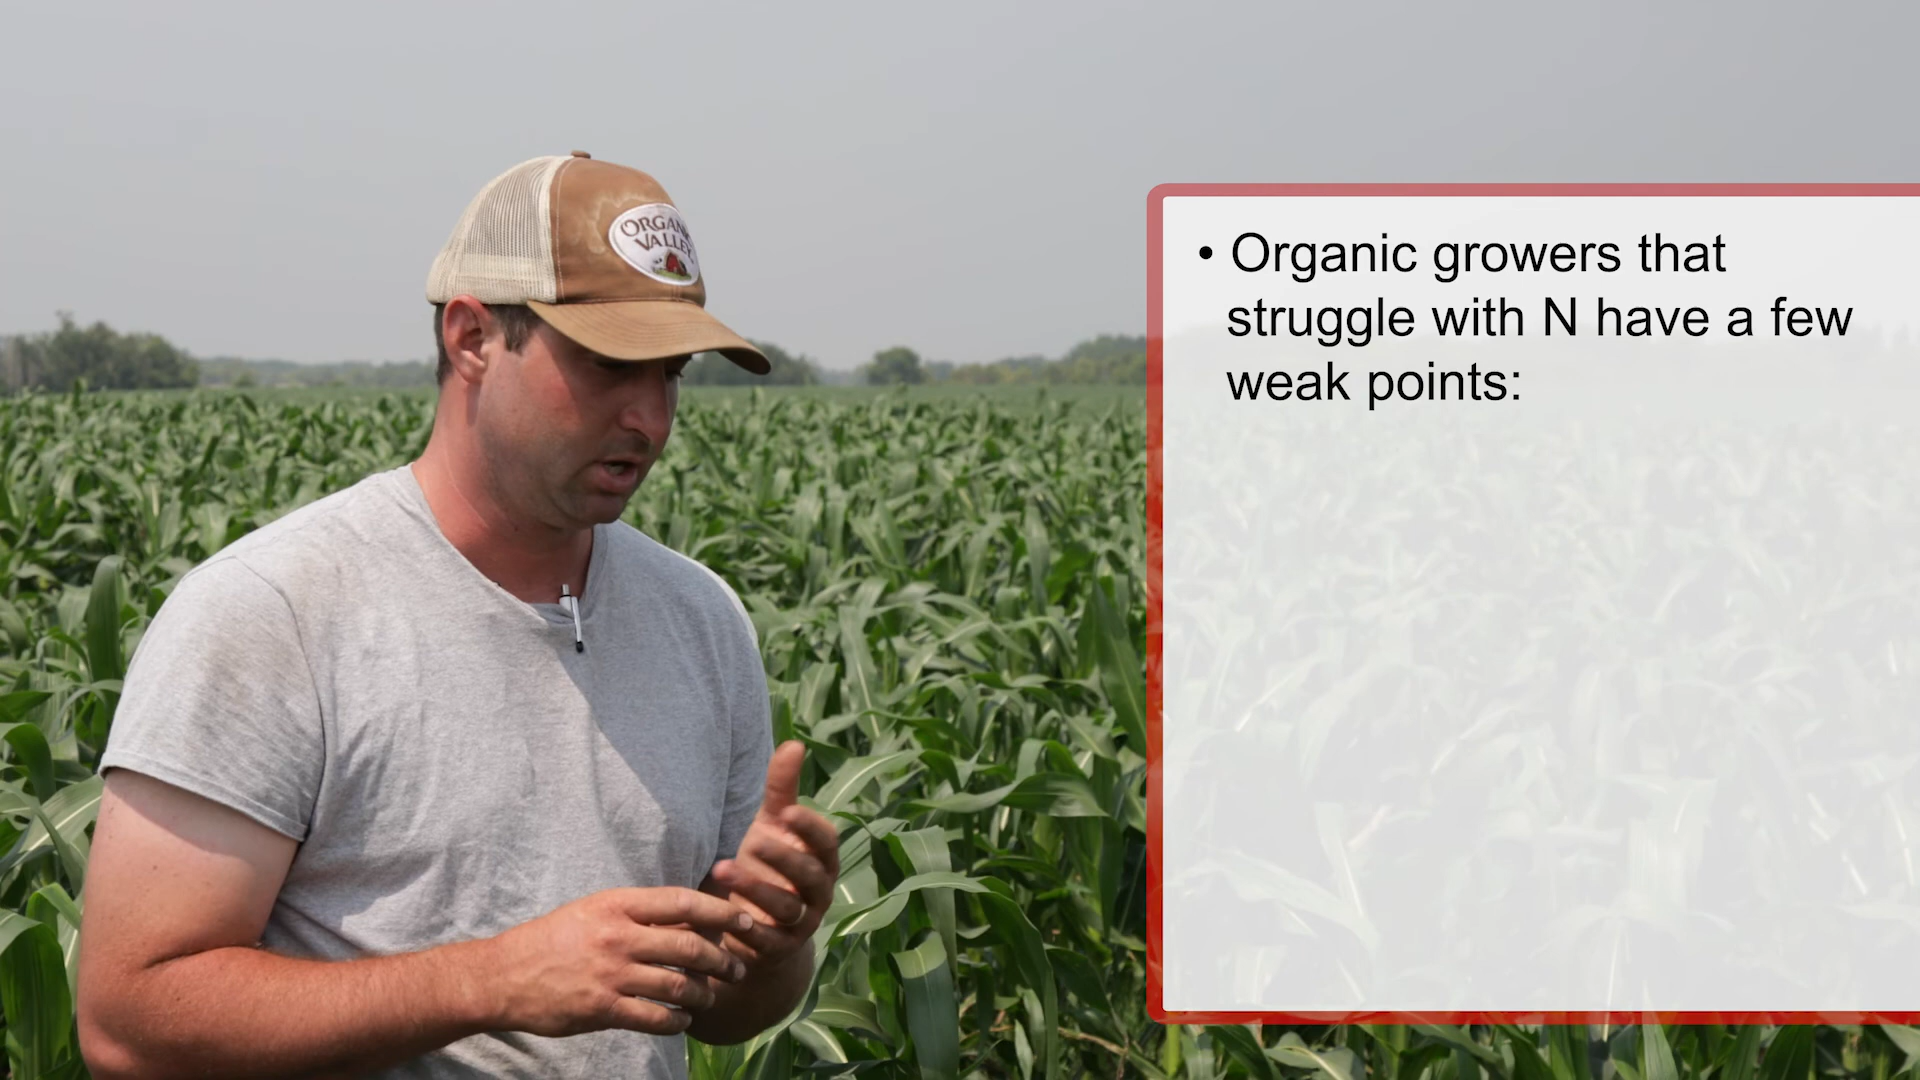 ORGANIC
VALLEY
• Organic growers that
struggle with N have a few
weak points: